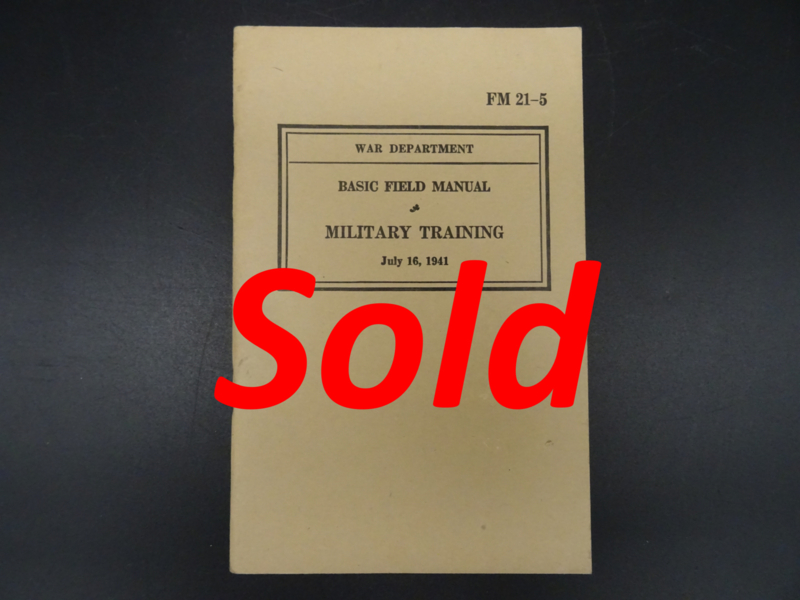 FM 21-5
WAR DEPARTMENT
BASIC FIELD MANUAL
MILITARY TRAINING
July 16, 1941
Sold